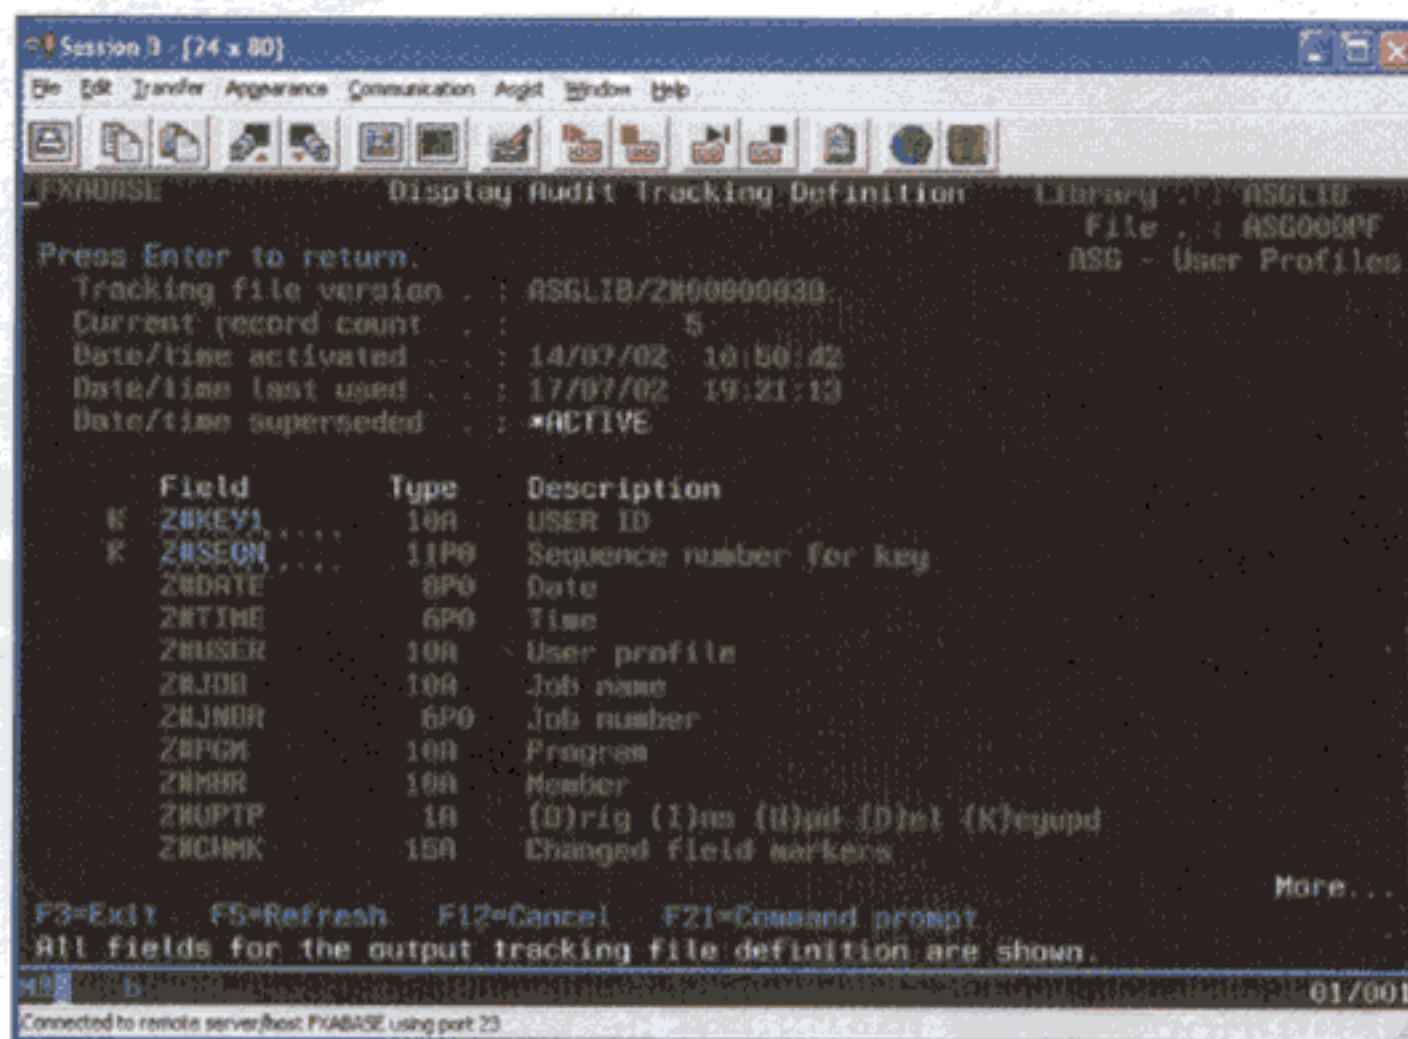 Session B - [24 x 80]
File Edit Transfer Appearance Communication Assist Window Help
FXABASE Display Audit Tracking Definition Library . : ASGLIB
File . : ASG000PF
Press Enter to return. ASG - User Profiles
Tracking file version . :
Current record count . : 5
Date/time activated . . : 14/07/02 10:50:42
Date/time last used . . : 17/07/02 19:21:13
Date/time superseded . : *ACTIVE
Field Type Description
K Z#KEY1 10A USER ID
K Z#SEQN 11P0 Sequence number for key
Z#DATE 8P0 Date
Z#TIME 6P0 Time
Z#USER 10A User profile
Z#JOB 10A Job name
Z#JNBR 6P0 Job number
Z#PGM 10A Program
Z#MBR 10A Member
Z#UPTP 1A (O)rig (I)ns (U)pd (D)el (K)eyupd
Z#CHMK 15A Changed field markers
More...
F3=Exit F5=Refresh F12=Cancel F21=Command prompt
All fields for the output tracking file definition are shown.
01/001
Connected to remote server/host FXABASE using port 23